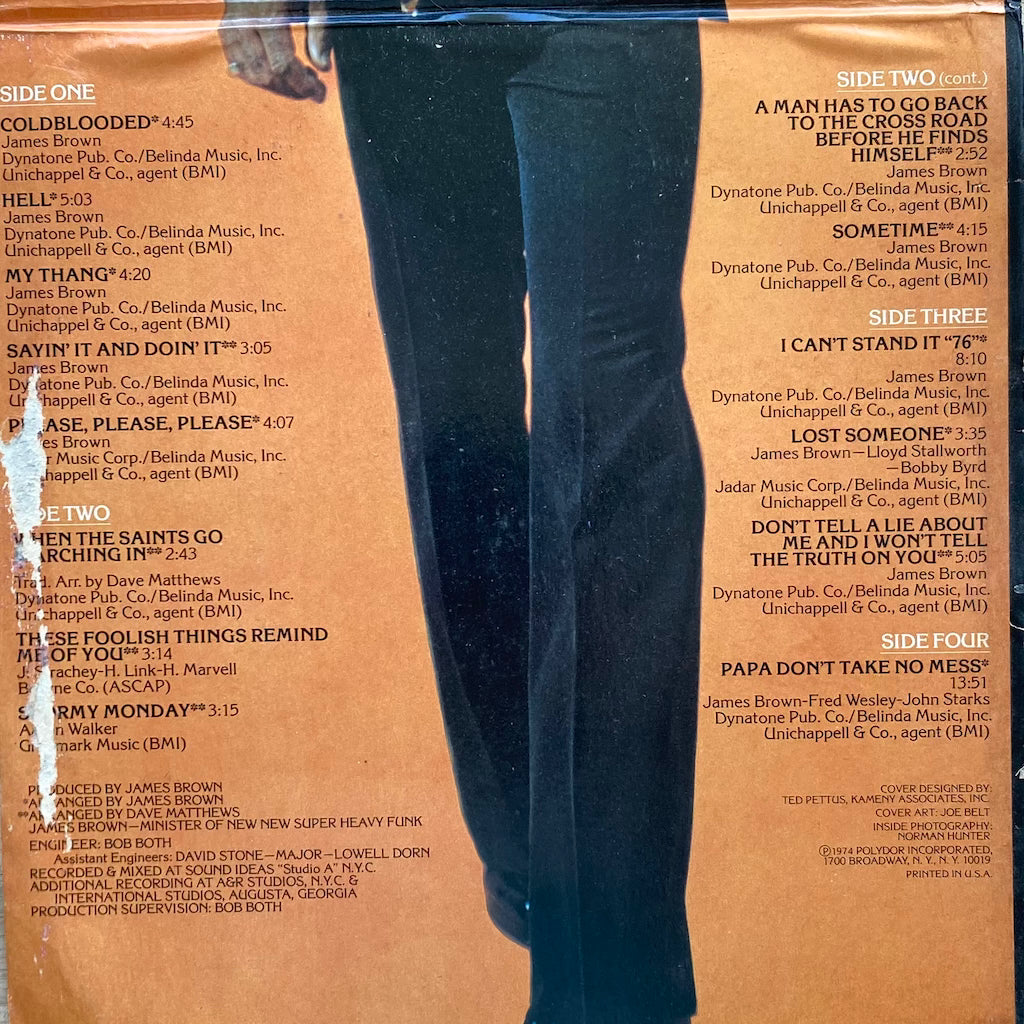 SIDE ONE
COLDBLOODED* 4:45
James Brown
Dynatone Pub. Co./Belinda Music, Inc.
Unichappel & Co., agent (BMI)
HELL* 5:03
James Brown
Dynatone Pub. Co./Belinda Music, Inc.
Unichappell & Co., agent (BMI)
MY THANG* 4:20
James Brown
Dynatone Pub. Co./Belinda Music, Inc.
Unichappel & Co., agent (BMI)
SAYIN' IT AND DOIN' IT** 3:05
James Brown
Dynatone Pub. Co./Belinda Music, Inc.
Unichappell & Co., agent (BMI)
PLEASE, PLEASE, PLEASE* 4:07
James Brown
Music Corp./Belinda Music, Inc.
Unichappell & Co., agent (BMI)
SIDE TWO
WHEN THE SAINTS GO
MARCHING IN** 2:43
Trad. Arr. by Dave Matthews
Dynatone Pub. Co./Belinda Music, Inc.
Unichappell & Co., agent (BMI)
THESE FOOLISH THINGS REMIND
ME OF YOU** 3:14
J. Strachey-H. Link-H. Marvell
Co. (ASCAP)
STORMY MONDAY** 3:15
Walker
Music (BMI)
PRODUCED BY JAMES BROWN
*ARRANGED BY JAMES BROWN
**ARRANGED BY DAVE MATTHEWS
JAMES BROWN—MINISTER OF NEW NEW SUPER HEAVY FUNK
ENGINEER: BOB BOTH
Assistant Engineers: DAVID STONE—MAJOR—LOWELL DORN
RECORDED & MIXED AT SOUND IDEAS "Studio A" N.Y.C.
ADDITIONAL RECORDING AT A&R STUDIOS, N.Y.C. &
INTERNATIONAL STUDIOS, AUGUSTA, GEORGIA
PRODUCTION SUPERVISION: BOB BOTH
SIDE TWO (cont.)
A MAN HAS TO GO BACK
TO THE CROSS ROAD
BEFORE HE FINDS
HIMSELF** 2:52
James Brown
Dynatone Pub. Co./Belinda Music, Inc.
Unichappell & Co., agent (BMI)
SOMETIME** 4:15
James Brown
Dynatone Pub. Co./Belinda Music, Inc.
Unichappell & Co., agent (BMI)
SIDE THREE
I CAN'T STAND IT "76"*
8:10
James Brown
Dynatone Pub. Co./Belinda Music, Inc.
Unichappell & Co., agent (BMI)
LOST SOMEONE* 3:35
James Brown—Lloyd Stallworth
—Bobby Byrd
Jadar Music Corp./Belinda Music, Inc.
Unichappell & Co., agent (BMI)
DON'T TELL A LIE ABOUT
ME AND I WON'T TELL
THE TRUTH ON YOU** 5:05
James Brown
Dynatone Pub. Co./Belinda Music, Inc.
Unichappell & Co., agent (BMI)
SIDE FOUR
PAPA DON'T TAKE NO MESS*
13:51
James Brown-Fred Wesley-John Starks
Dynatone Pub. Co./Belinda Music, Inc.
Unichappell & Co., agent (BMI)
COVER DESIGNED BY:
TED PETTUS, KAMENY ASSOCIATES, INC.
COVER ART: JOE BELT
INSIDE PHOTOGRAPHY:
NORMAN HUNTER
Ⓟ1974 POLYDOR INCORPORATED,
1700 BROADWAY, N. Y., N. Y. 10019
PRINTED IN U.S.A.